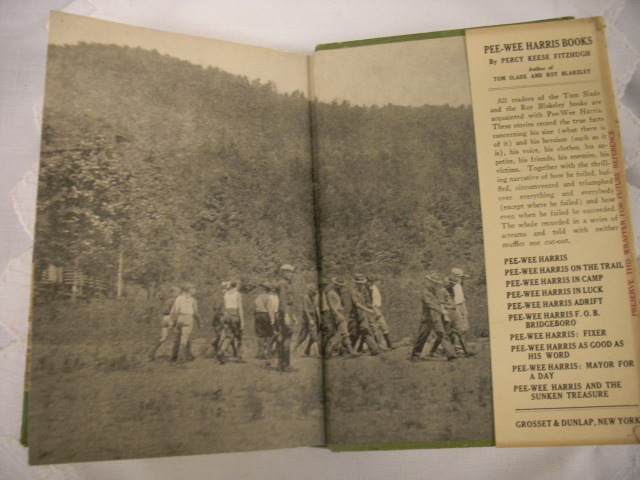 PEE-WEE HARRIS BOOKS
By PERCY KEESE FITZHUGH
Author of
TOM SLADE AND ROY BLAKELEY
All readers of the Tom Slade
and the Roy Blakeley books are
acquainted with Pee-Wee Harris.
These stories record the true facts
concerning his size (what there is
of it) and his heroism (such as it
is), his voice, his clothes, his ap-
petite, his friends, his enemies, his
victims. Together with the thrill-
ing narrative of how he foiled, baf-
fled, circumvented and triumphed
over everything and everybody
(except where he failed) and how
even when he failed he succeeded.
The whole recorded in a series of
screams and told with neither
muffler nor cut-out.
PEE-WEE HARRIS
PEE-WEE HARRIS ON THE TRAIL
PEE-WEE HARRIS IN CAMP
PEE-WEE HARRIS IN LUCK
PEE-WEE HARRIS ADRIFT
PEE-WEE HARRIS F. O. B.
BRIDGEBORO
PEE-WEE HARRIS: FIXER
PEE-WEE HARRIS AS GOOD AS
HIS WORD
PEE-WEE HARRIS: MAYOR FOR
A DAY
PEE-WEE HARRIS AND THE
SUNKEN TREASURE
GROSSET & DUNLAP, NEW YORK
PRESERVE THIS WRAPPER FOR FUTURE REFERENCE